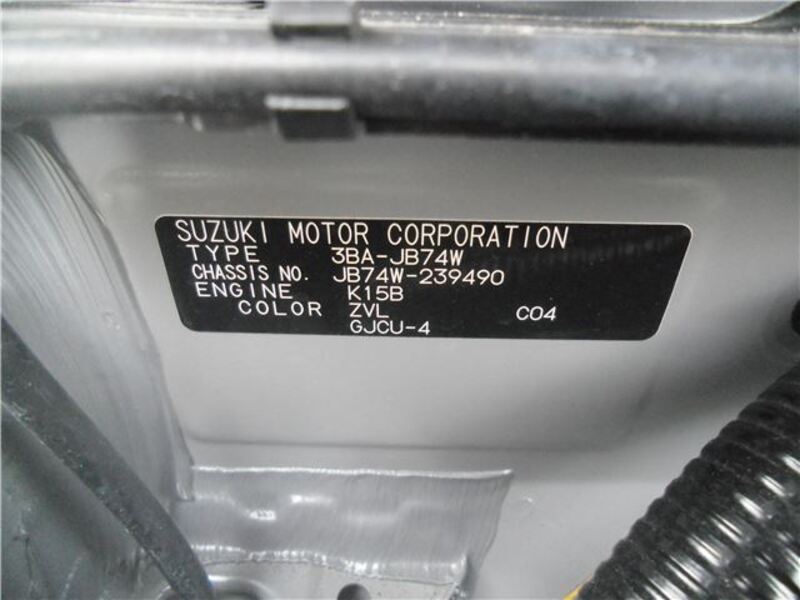 SUZUKI MOTOR CORPORATION
TYPE 3BA-JB74W
CHASSIS NO. JB74W-239490
ENGINE K15B
COLOR ZVL C04
GJCU-4